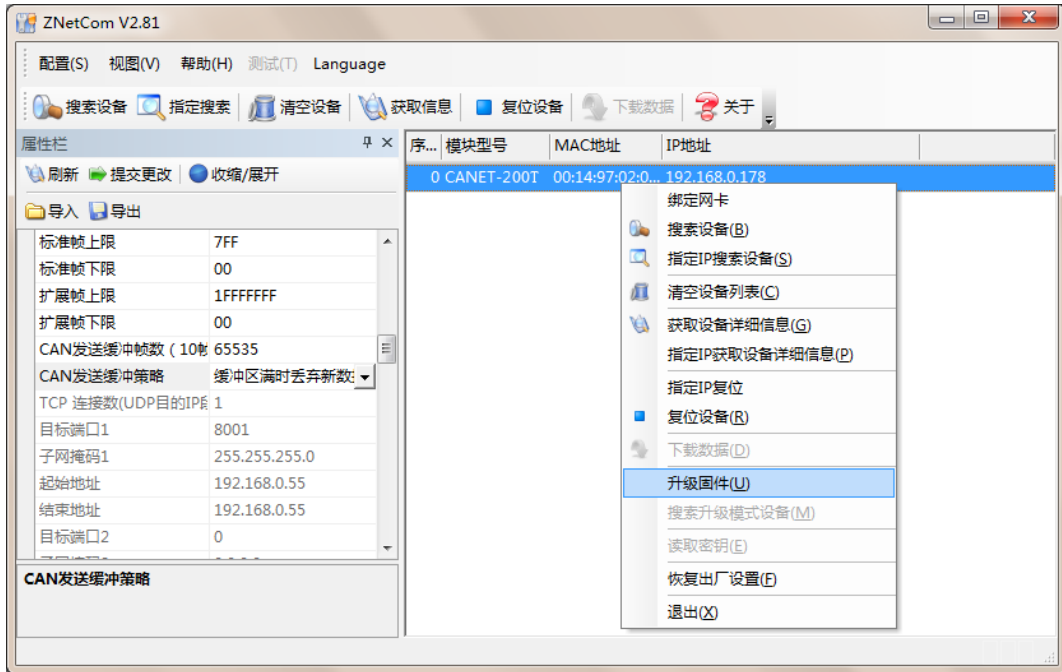 ZNetCom V2.81
配置(S) 视图(V) 帮助(H) 测试(T) Language
搜索设备 指定搜索 清空设备 获取信息 复位设备 下载数据 关于
属性栏
刷新 提交更改 收缩/展开
导入 导出
标准帧上限 7FF
标准帧下限 00
扩展帧上限 1FFFFFFF
扩展帧下限 00
CAN发送缓冲帧数(10帧 65535
CAN发送缓冲策略 缓冲区满时丢弃新数
TCP 连接数(UDP目的IP段 1
目标端口1 8001
子网掩码1 255.255.255.0
起始地址 192.168.0.55
结束地址 192.168.0.55
目标端口2 0
CAN发送缓冲策略
序... 模块型号 MAC地址 IP地址
0 CANET-200T 00:14:97:02:0... 192.168.0.178
绑定网卡
搜索设备(B)
指定IP搜索设备(S)
清空设备列表(C)
获取设备详细信息(G)
指定IP获取设备详细信息(P)
指定IP复位
复位设备(R)
下载数据(D)
升级固件(U)
搜索升级模式设备(M)
读取密钥(E)
恢复出厂设置(F)
退出(X)